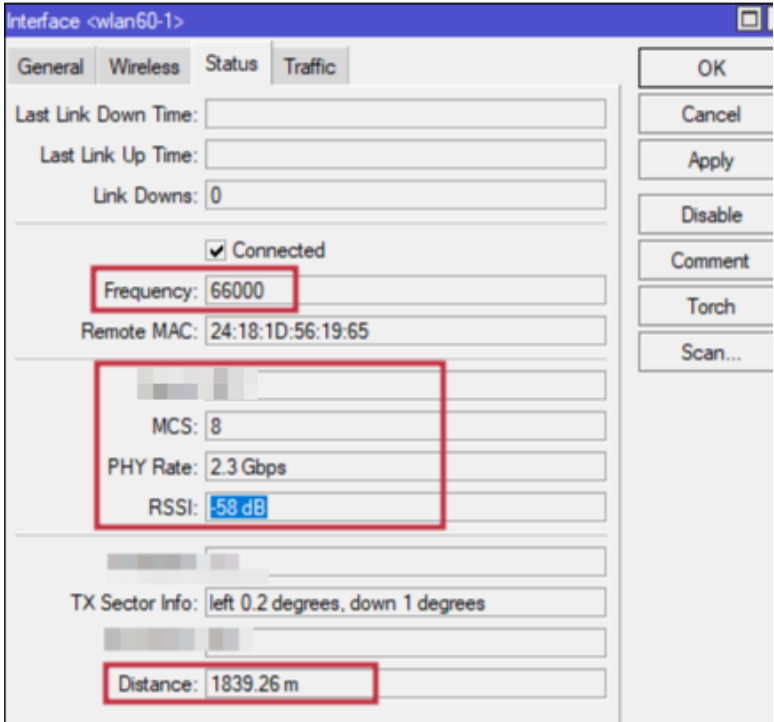 Interface <wlan60-1>
General Wireless Status Traffic
OK
Last Link Down Time:
Cancel
Last Link Up Time:
Apply
Link Downs: 0
Disable
Connected
Comment
Frequency: 66000
Torch
Remote MAC: 24:18:1D:56:19:65
Scan...
MCS: 8
PHY Rate: 2.3 Gbps
RSSI: -58 dB
TX Sector Info: left 0.2 degrees, down 1 degrees
Distance: 1839.26 m